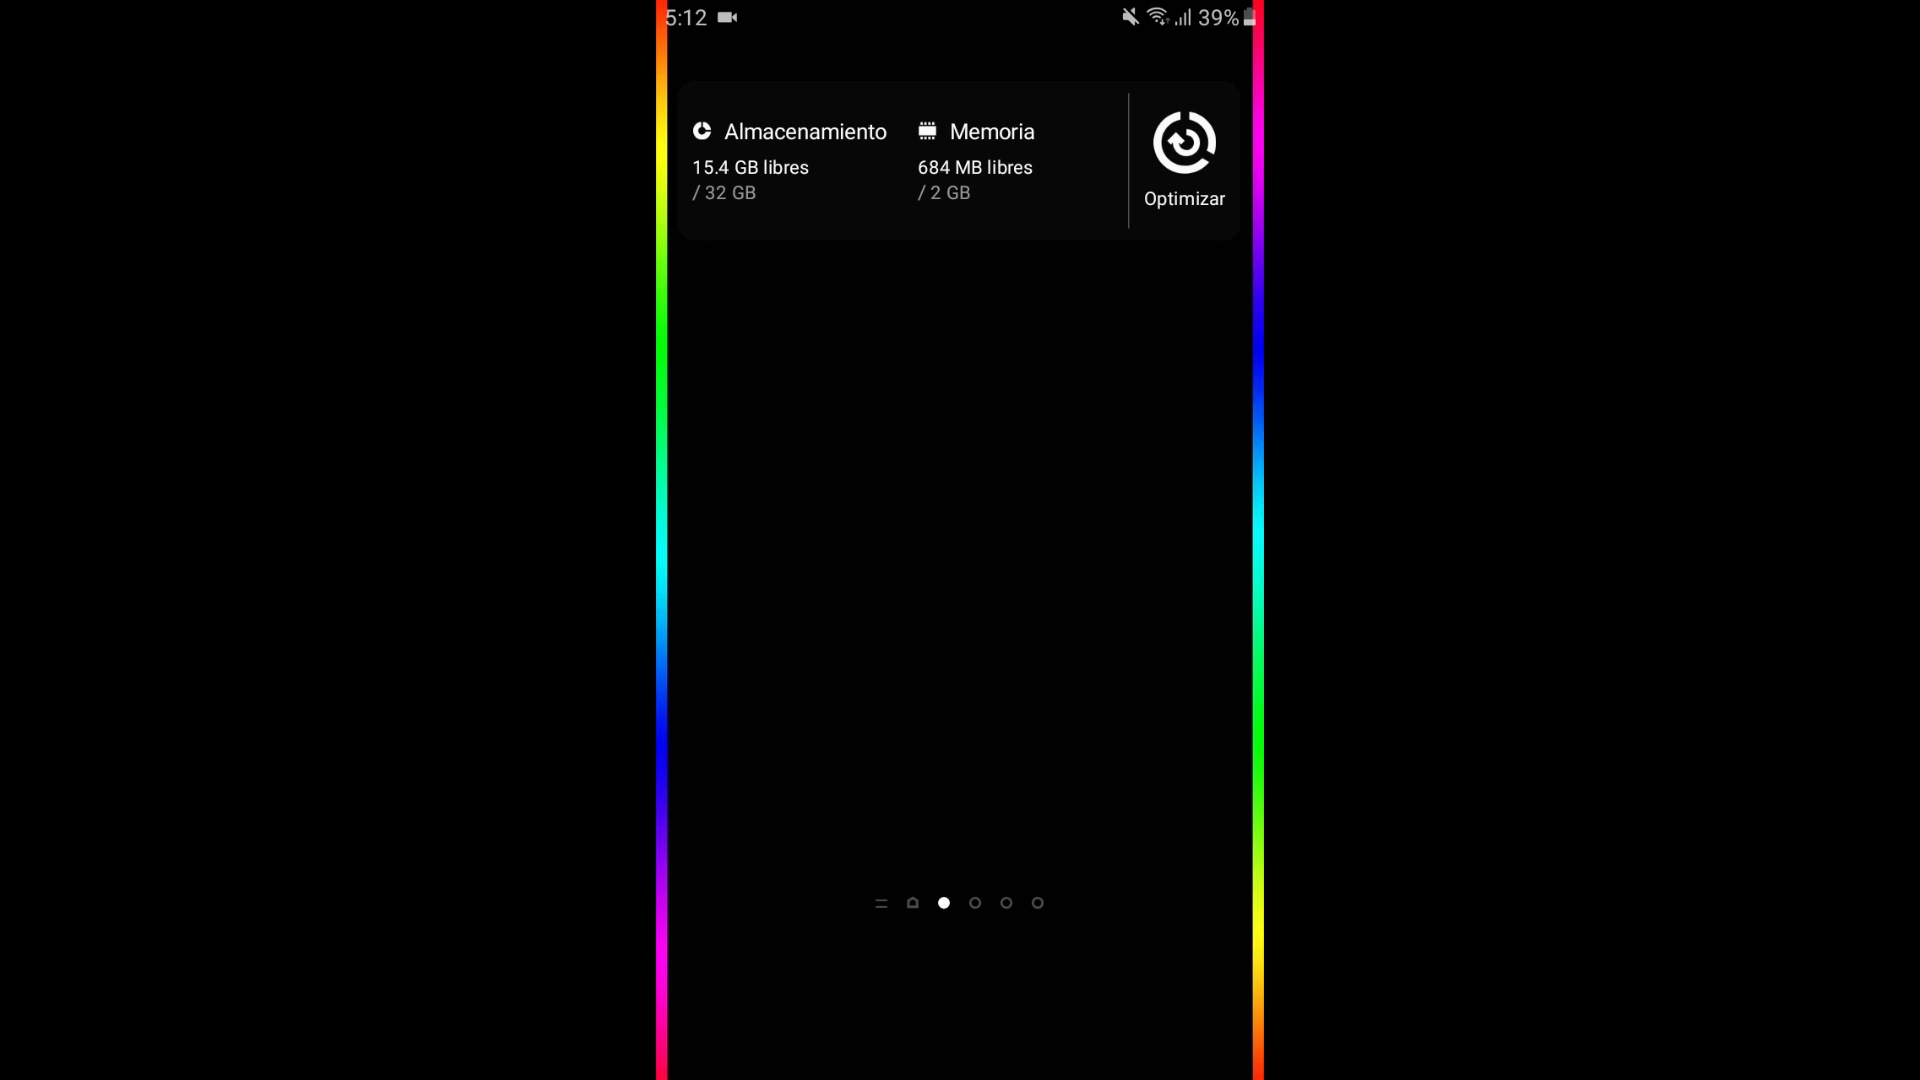 5:12
39%
Almacenamiento
15.4 GB libres
/ 32 GB
Memoria
684 MB libres
/ 2 GB
Optimizar